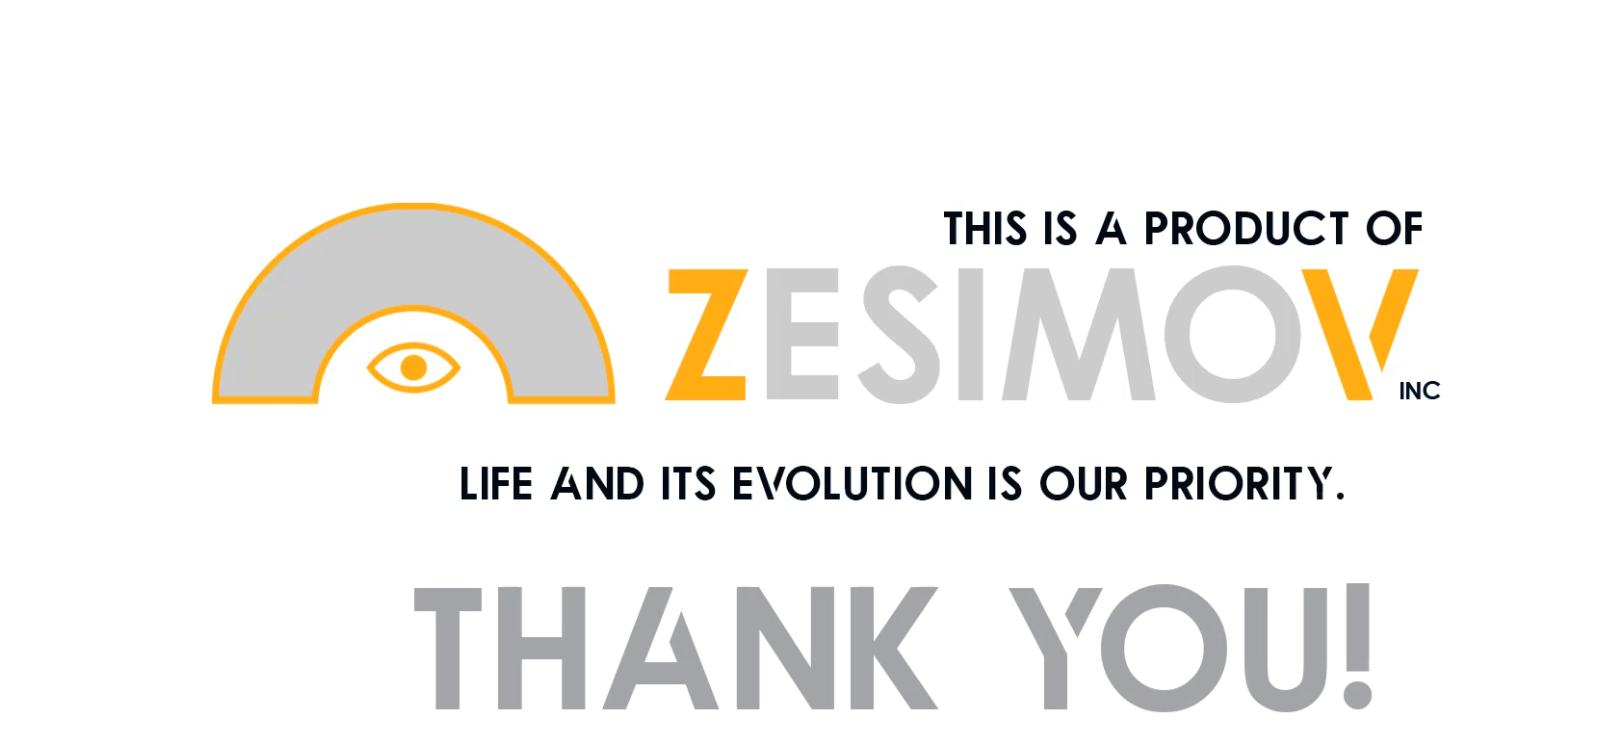 THIS IS A PRODUCT OF
ZESIMOV
INC
LIFE AND ITS EVOLUTION IS OUR PRIORITY.
THANK YOU!